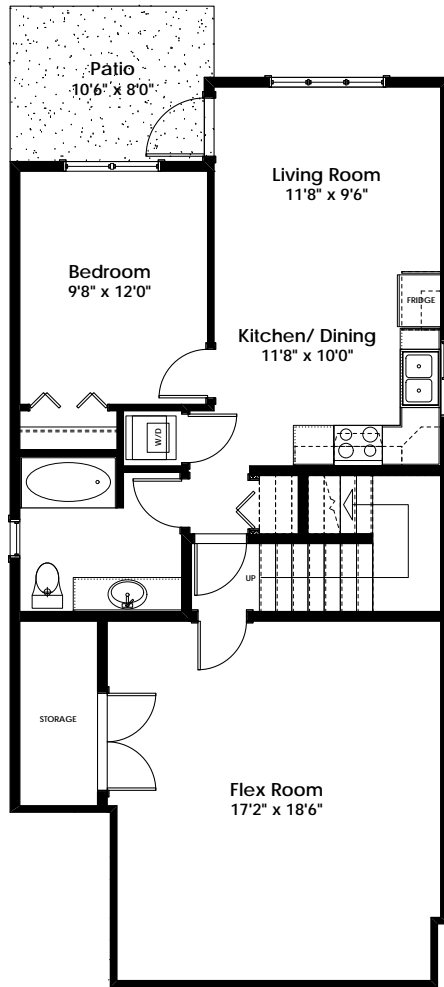 Patio
10'6" x 8'0"
Living Room
11'8" x 9'6"
Bedroom
9'8" x 12'0"
FRIDGE
Kitchen/ Dining
11'8" x 10'0"
W/D
UP
STORAGE
Flex Room
17'2" x 18'6"